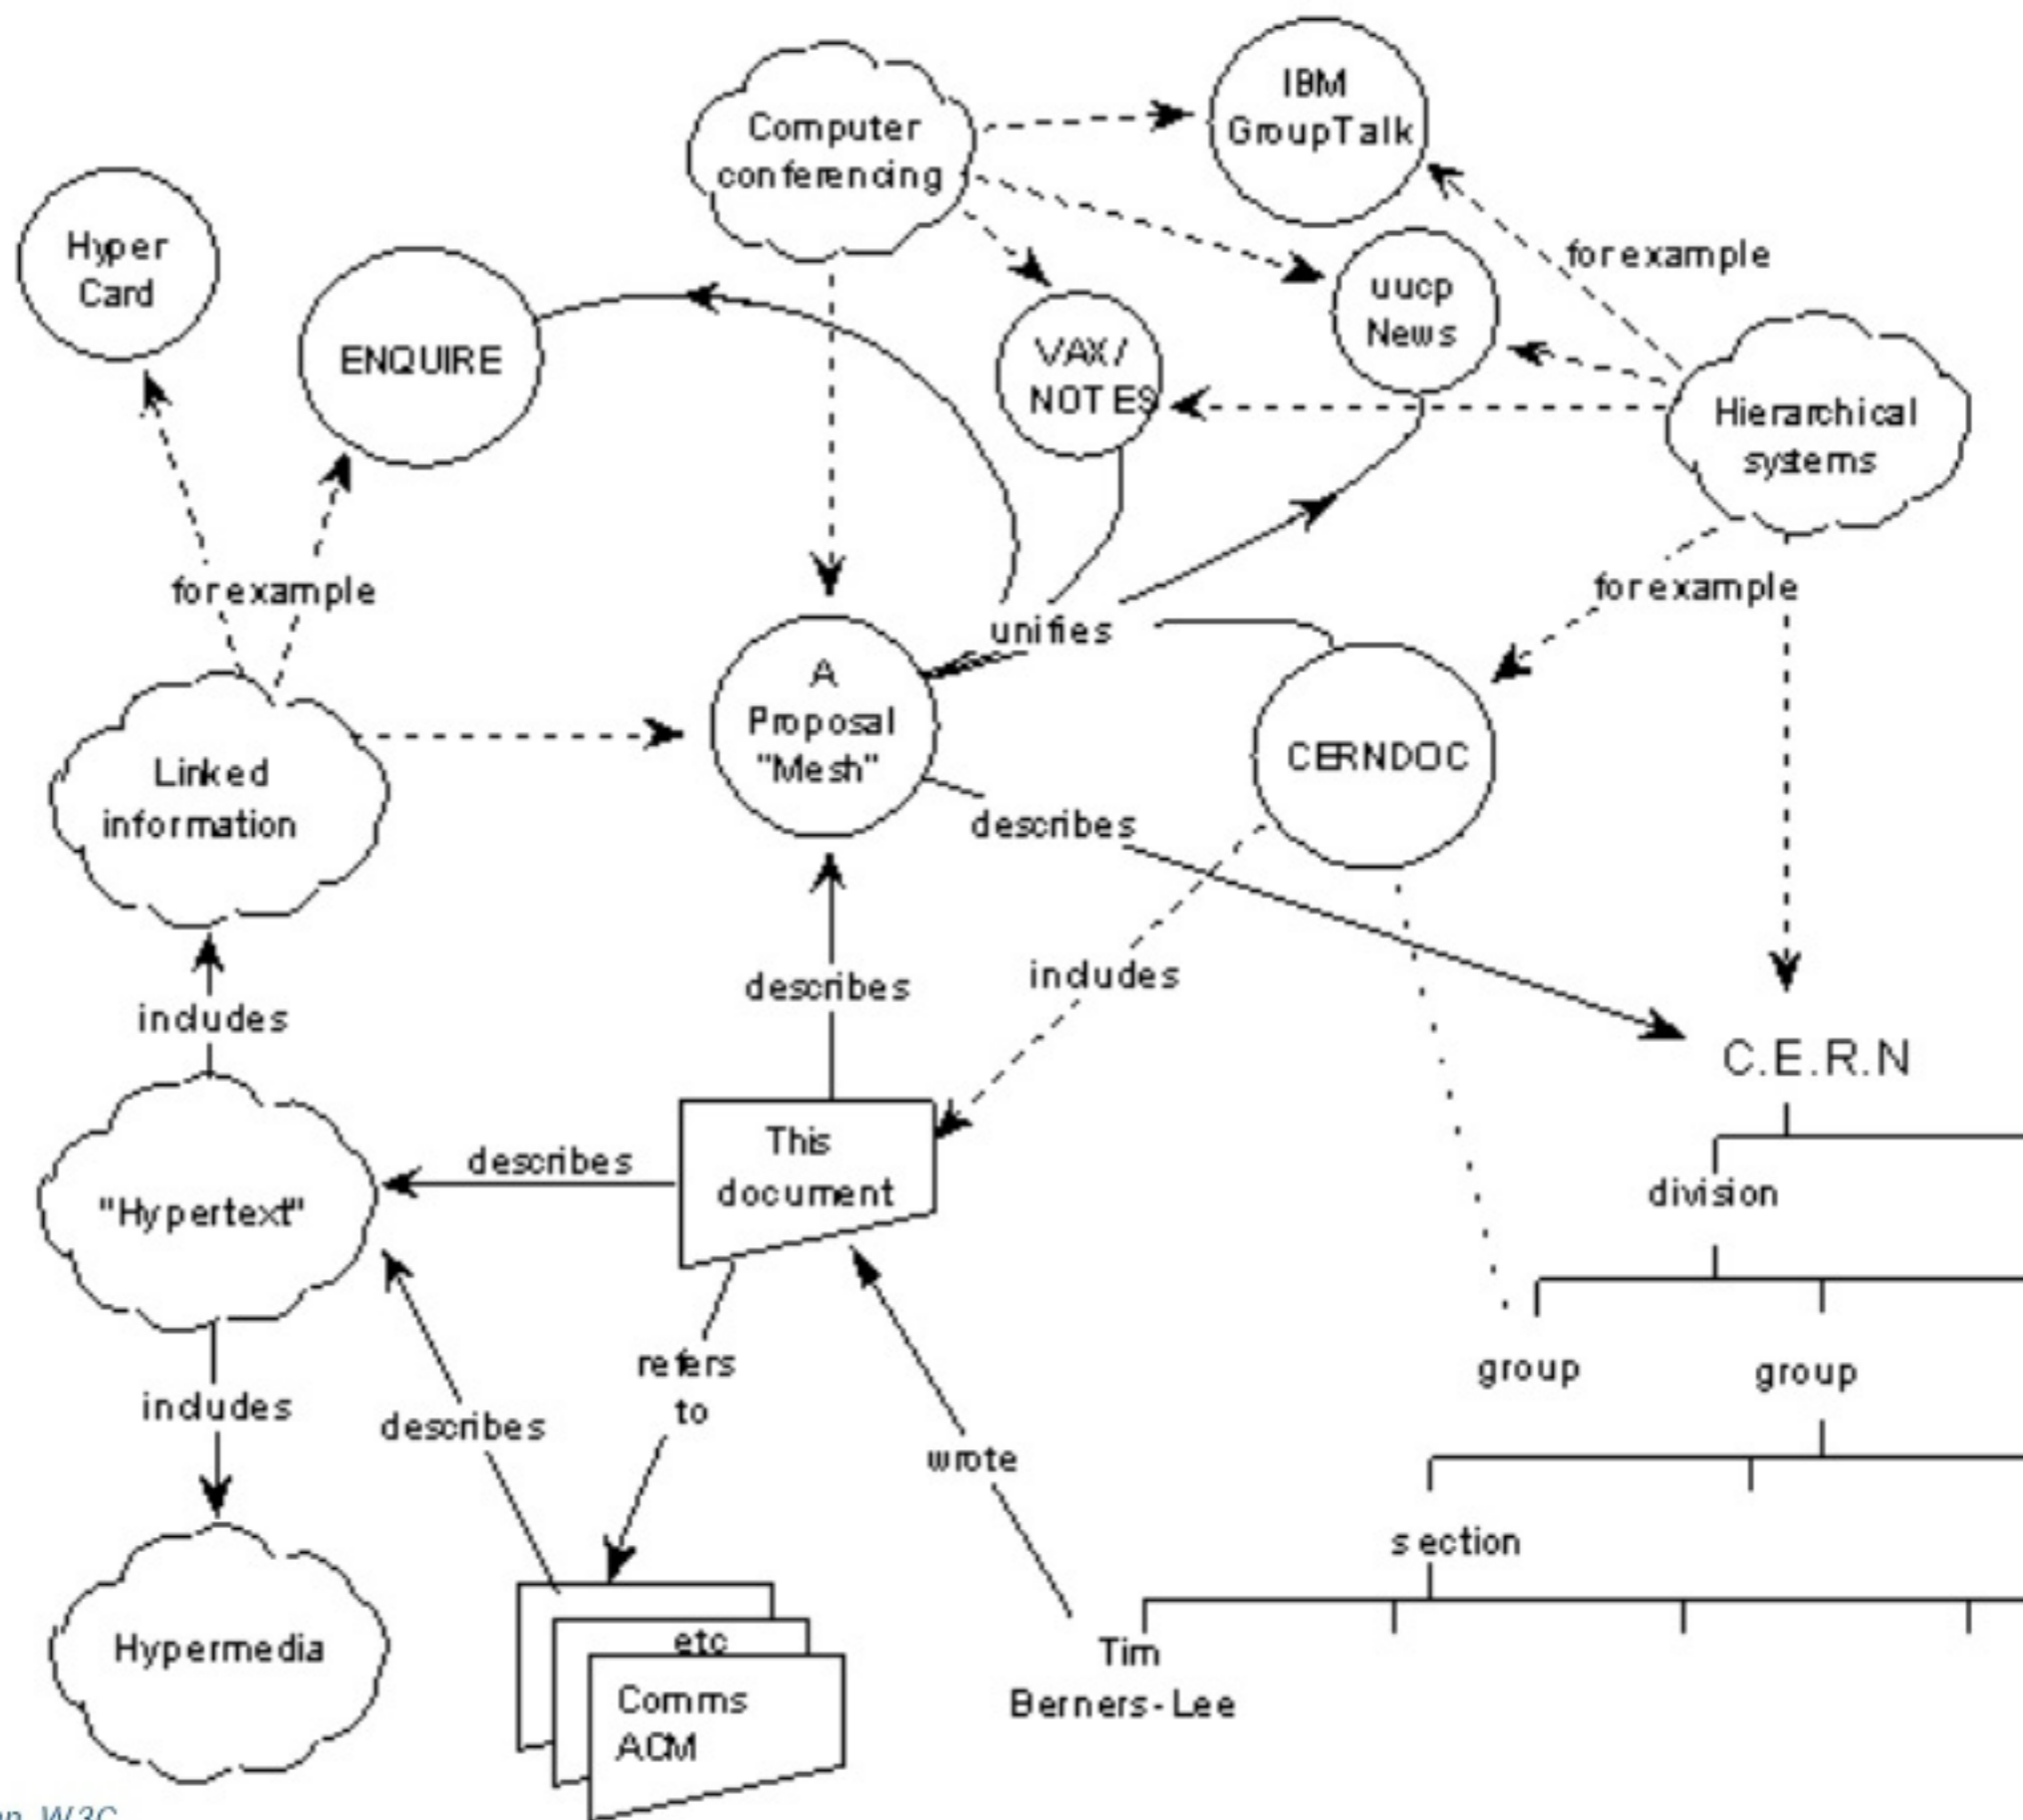 IBM
GroupTalk
Computer
conferencing
Hyper
Card
for example
uucp
News
ENQUIRE
VAX/
NOTES
Hierarchical
systems
for example
for example
unifies
A
Proposal
"Mesh"
CERNDOC
Linked
information
describes
includes
describes
includes
C.E.R.N
This
document
describes
division
"Hypertext"
refers
to
group
group
includes
describes
wrote
section
Hypermedia
etc
Comms
ACM
Tim
Berners-Lee
W3C